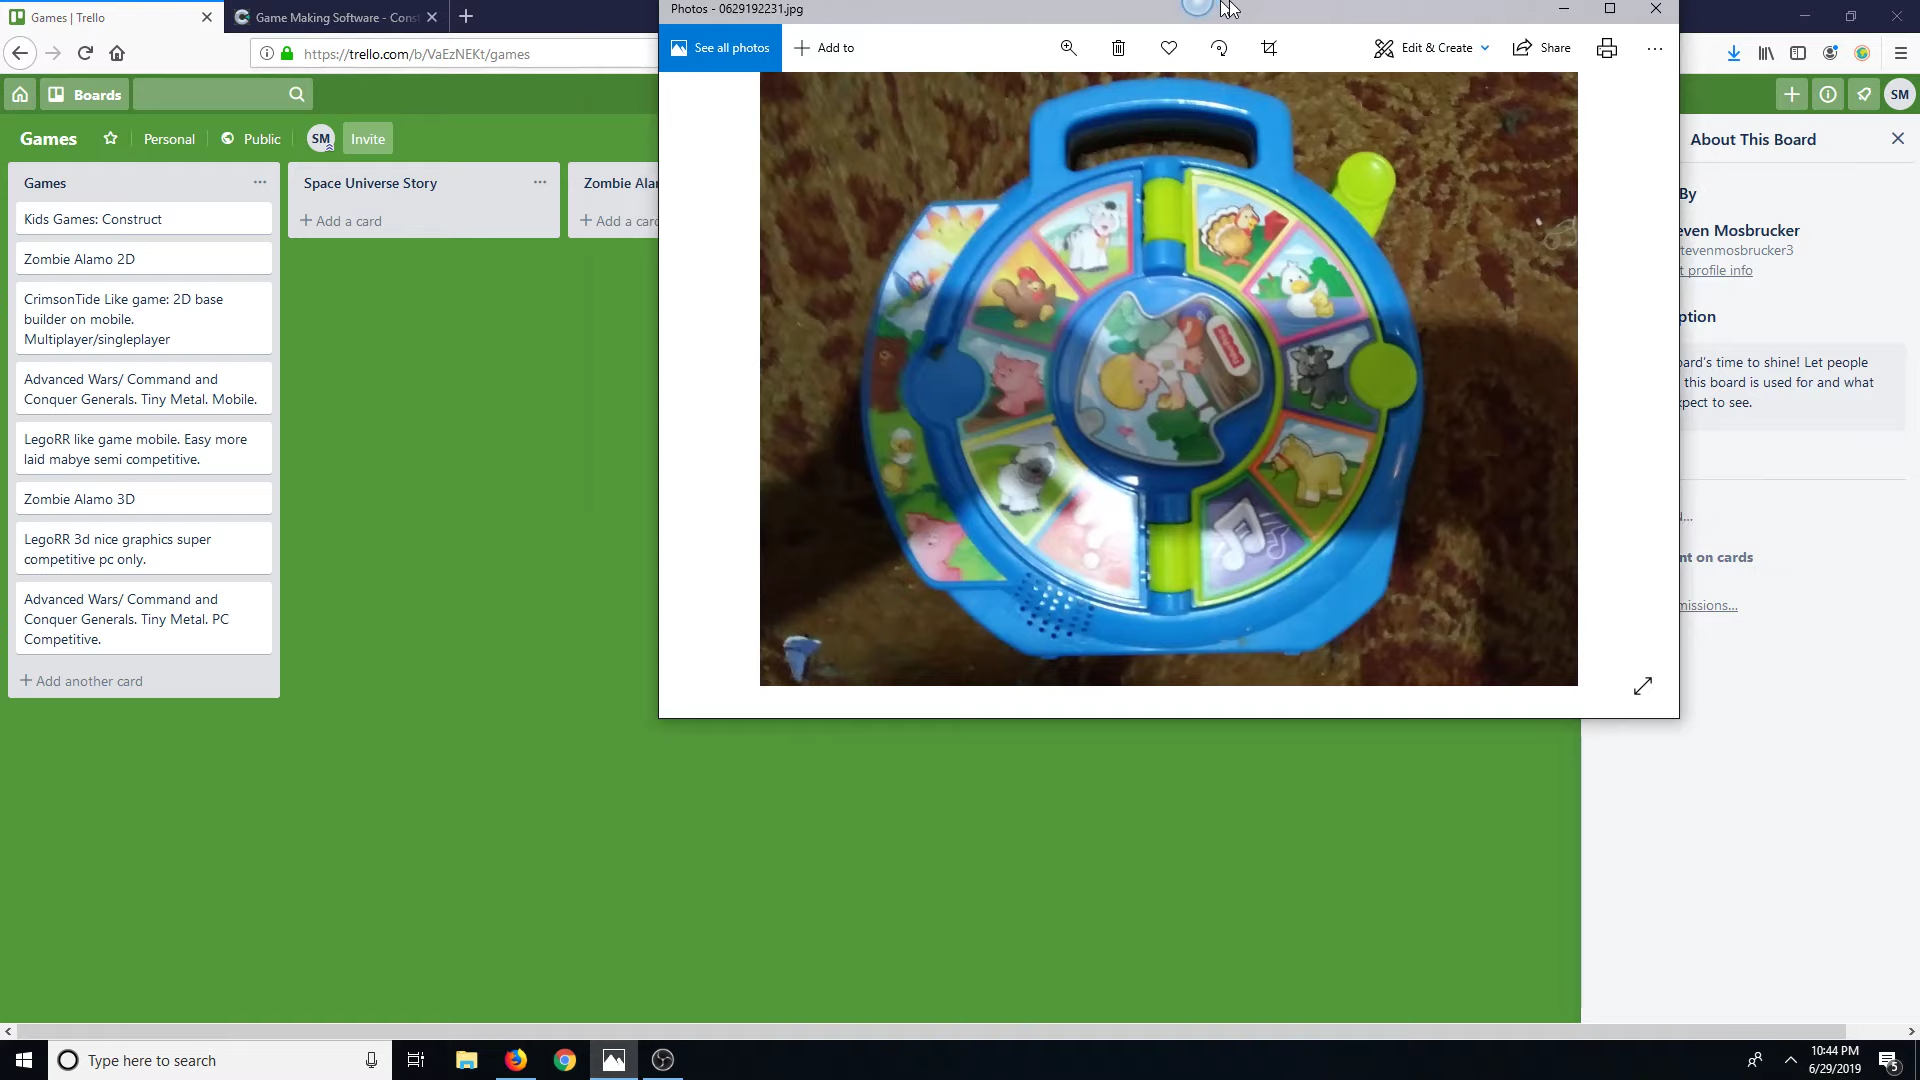 Games | Trello
Game Making Software - Cons
https://trello.com/b/VaEzNEKt/games
Boards
SM
Games
Personal
Public
SM
Invite
Games
Kids Games: Construct
Zombie Alamo 2D
CrimsonTide Like game: 2D base
builder on mobile.
Multiplayer/singleplayer
Advanced Wars/ Command and
Conquer Generals. Tiny Metal. Mobile.
LegoRR like game mobile. Easy more
laid mabye semi competitive.
Zombie Alamo 3D
LegoRR 3d nice graphics super
competitive pc only.
Advanced Wars/ Command and
Conquer Generals. Tiny Metal. PC
Competitive.
Add another card
Space Universe Story
Add a card
Zombie Alar
Add a card
Photos - 0629192231.jpg
See all photos
Add to
Edit & Create
Share
About This Board
By
even Mosbrucker
tevenmosbrucker3
t profile info
ption
oard's time to shine! Let people
this board is used for and what
xpect to see.
d...
nt on cards
missions...
Type here to search
10:44 PM
6/29/2019
5